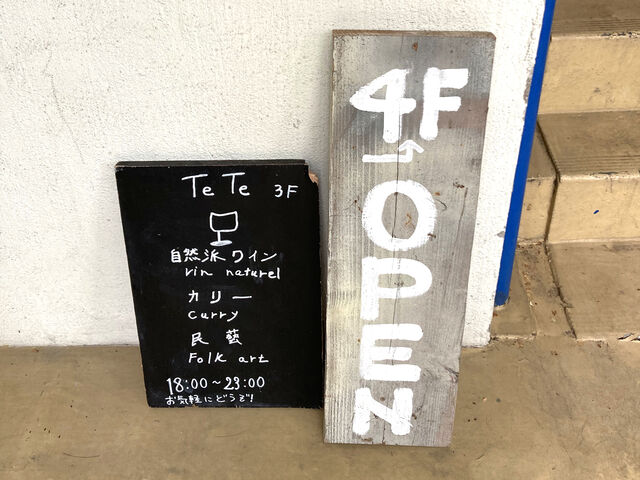 TeTe 3F
自然派ワイン
vin naturel
カリー
curry
民藝
Folk art
18:00~23:00
お気軽にどうぞ!
4F
OPEN